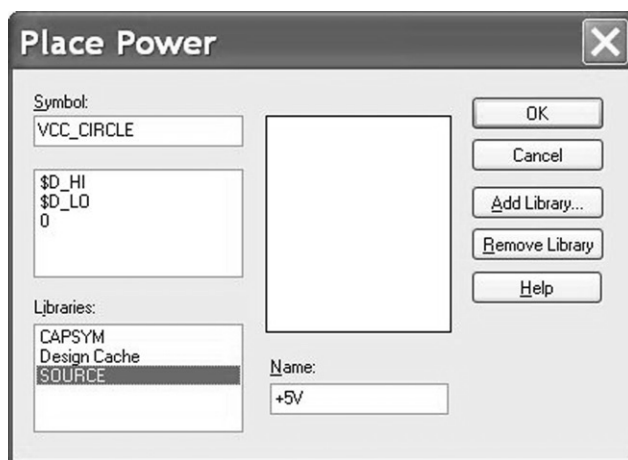 Place Power
Symbol:
VCC_CIRCLE
$D_HI
$D_LO
0
Libraries:
CAPSYM
Design Cache
SOURCE
Name:
+5V
OK
Cancel
Add Library...
Remove Library
Help